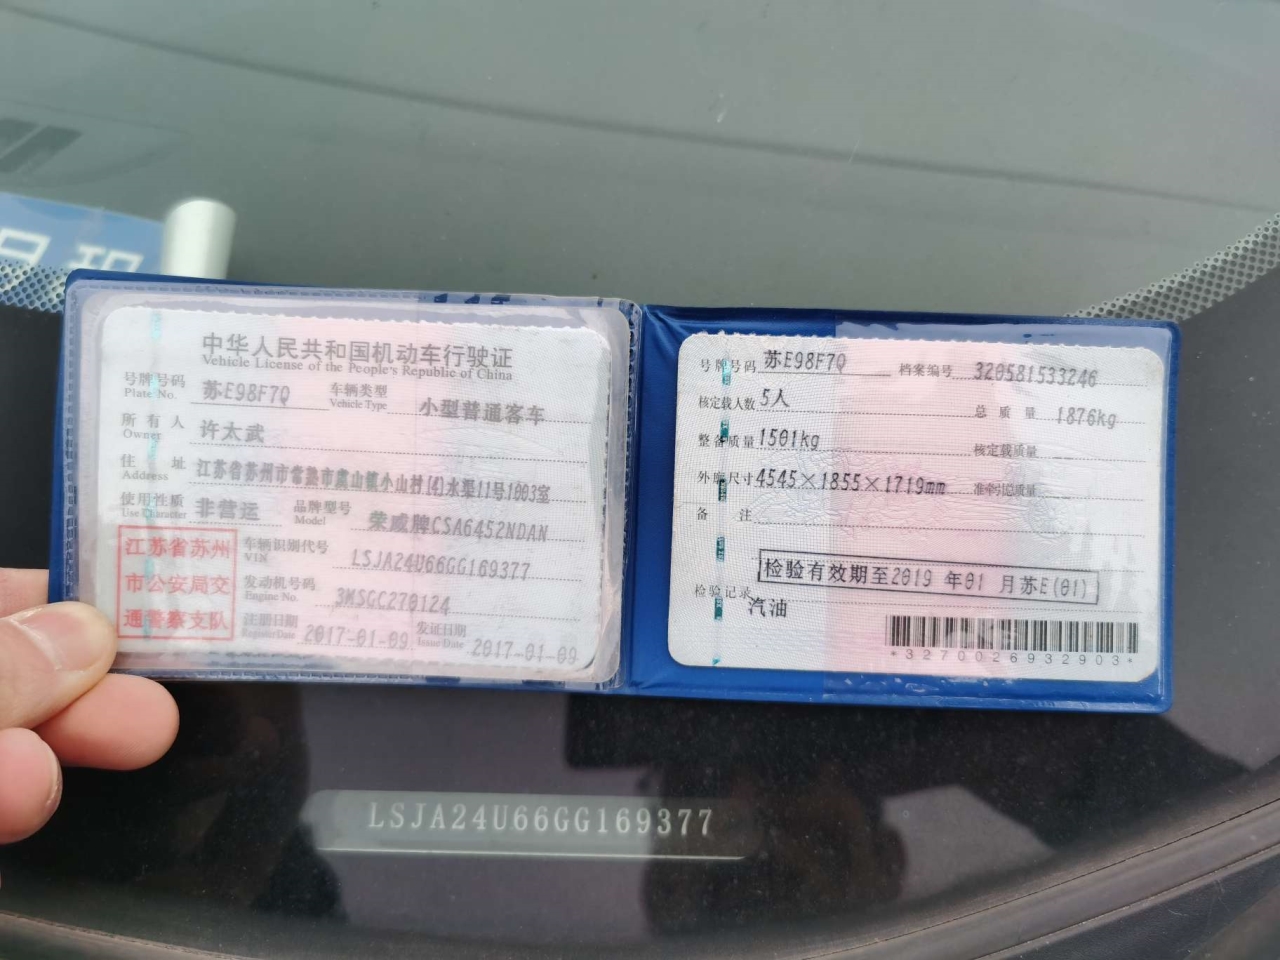 中华人民共和国机动车行驶证
Vehicle License of the People's Republic of China
号牌号码 苏E98F7Q 车辆类型 小型普通客车
Plate No. Vehicle Type
所有人 许太武
Owner
住址 江苏省苏州市常熟市虞山镇小山村(4)水渠11号1003室
Address
使用性质 非营运 品牌型号 荣威牌CSA6452NDAN
Use Character Model
江苏省苏州
市公安局交
通警察支队
车辆识别代号 LSJA24U66GG169377
VIN
发动机号码 3MSGC270124
Engine No.
注册日期 2017-01-09 发证日期 2017-01-09
Register Date Issue Date
号牌号码 苏E98F7Q 档案编号 320581533246
核定载人数 5人 总质量 1876kg
整备质量 1501kg 核定载质量
外廓尺寸 4545×1855×1719mm 准牵引总质量
备注
检验有效期至2019年01月苏E(01)
检验记录
汽油
*3270026932903*
LSJA24U66GG169377